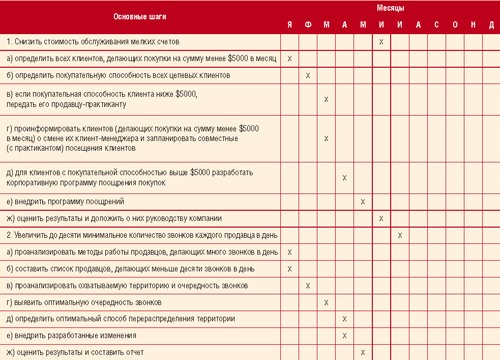 Основные шаги
Месяцы
Я Ф М А М И И А С О Н Д
1. Снизить стоимость обслуживания мелких счетов x
а) определить всех клиентов, делающих покупки на сумму менее $5000 в месяц x
б) определить покупательную способность всех целевых клиентов x
в) если покупательная способность клиента ниже $5000,
передать его продавцу-практиканту x
г) проинформировать клиентов (делающих покупки на сумму менее $5000
в месяц) о смене их клиент-менеджера и запланировать совместные x
(с практикантом) посещения клиентов
д) для клиентов с покупательной способностью выше $5000 разработать
корпоративную программу поощрения покупок x
е) внедрить программу поощрений x
ж) оценить результаты и доложить о них руководству компании x
2. Увеличить до десяти минимальное количество звонков каждого продавца в день x
а) проанализировать методы работы продавцов, делающих много звонков в день x
б) составить список продавцов, делающих меньше десяти звонков в день x
в) проанализировать охватываемую территорию и очередность звонков x
г) выявить оптимальную очередность звонков x
д) определить оптимальный способ перераспределения территории x
е) внедрить разработанные изменения x
ж) оценить результаты и составить отчет x